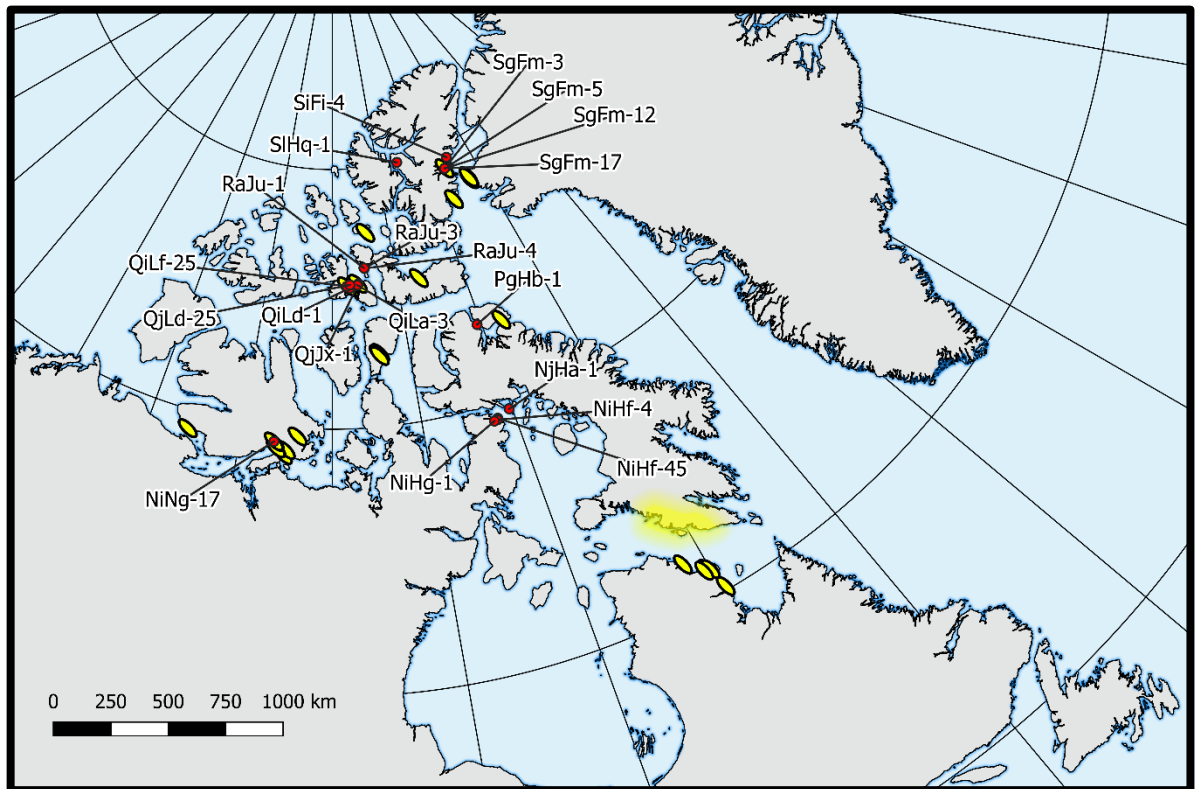 SgFm-3
SgFm-5
SiFi-4
SgFm-12
SlHq-1
SgFm-17
RaJu-1
RaJu-3
RaJu-4
QiLf-25
PgHb-1
QjLd-25
QiLd-1
QiLa-3
QjJx-1
NjHa-1
NiHf-4
NiHf-45
NiHg-1
NiNg-17
0 250 500 750 1000 km